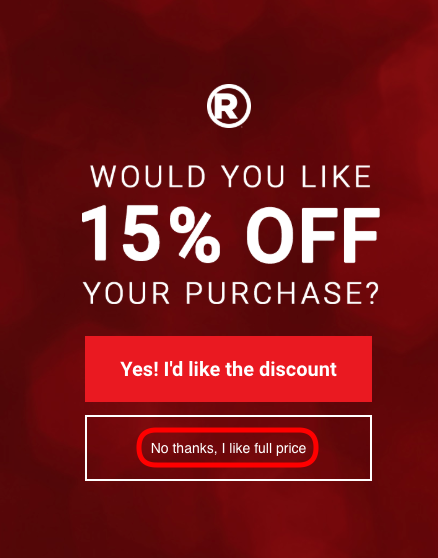 R
WOULD YOU LIKE
15% OFF
YOUR PURCHASE?
Yes! I'd like the discount
No thanks, I like full price